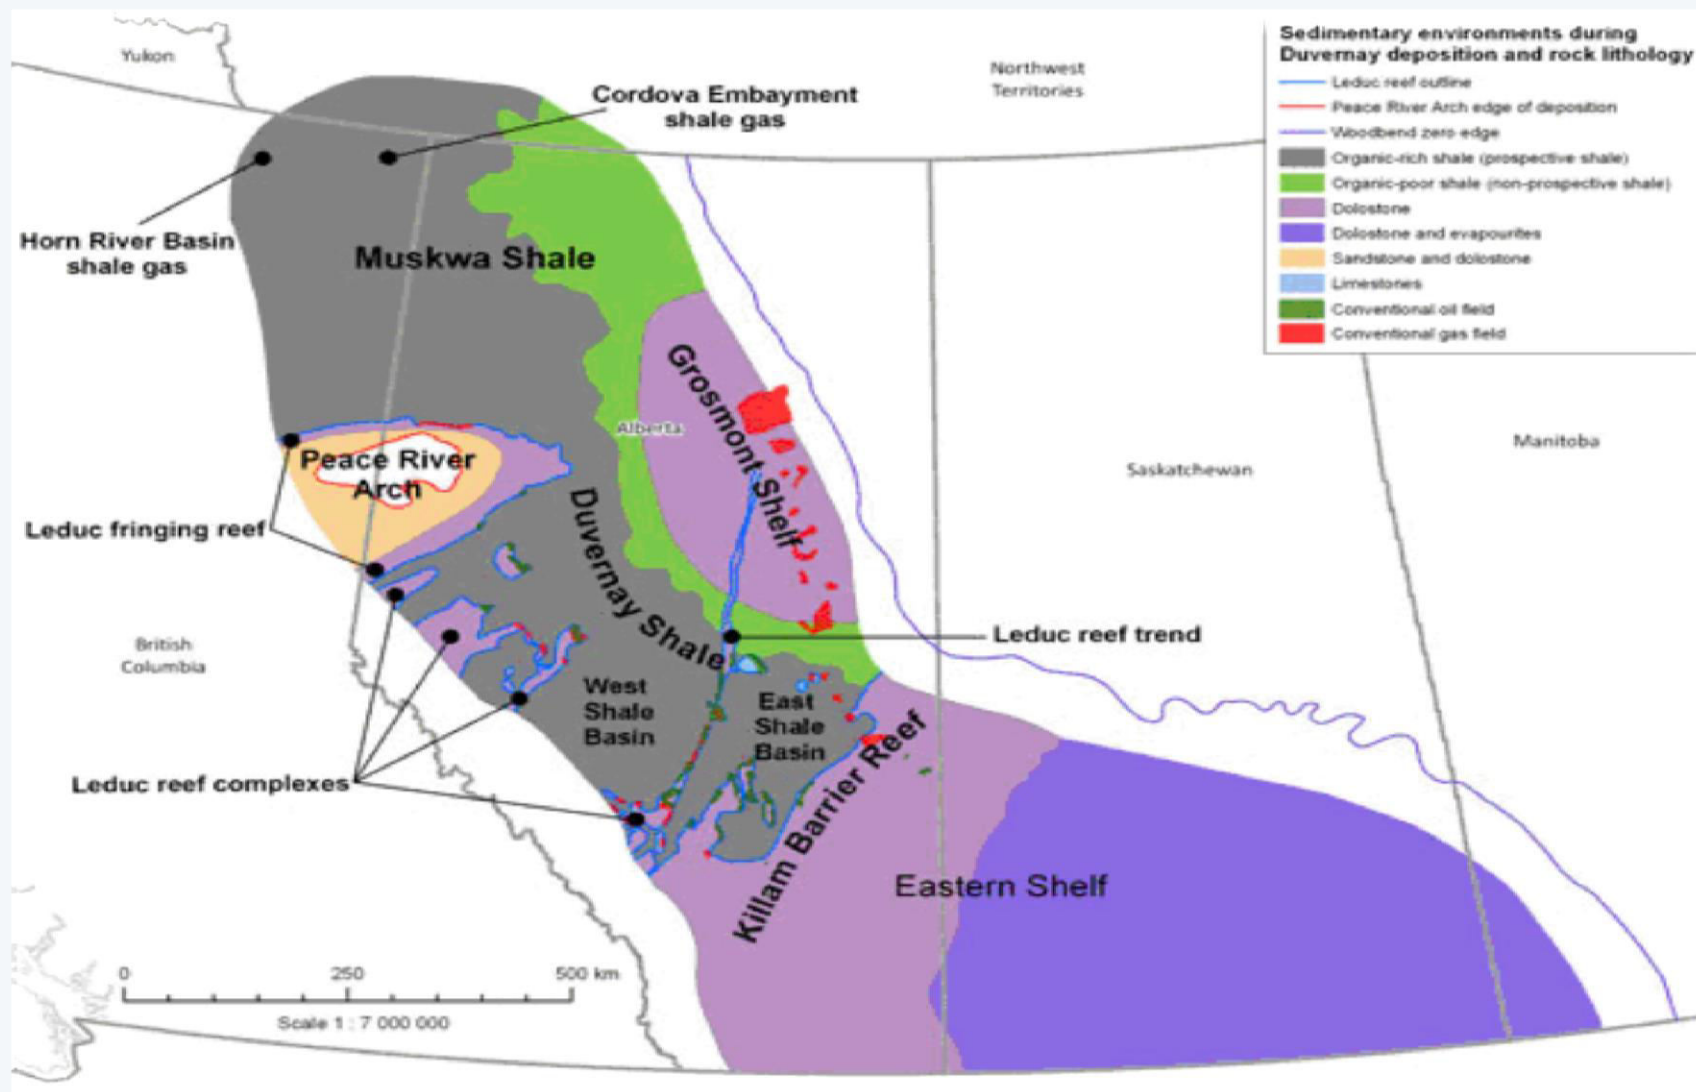 Yukon
Northwest
Territories
Cordova Embayment
shale gas
Horn River Basin
shale gas
Muskwa Shale
Grosmont Shelf
Alberta
Peace River
Arch
Leduc fringing reef
Duvernay Shale
Saskatchewan
Manitoba
British
Columbia
Leduc reef trend
West
Shale
Basin
East
Shale
Basin
Leduc reef complexes
Killam Barrier Reef
Eastern Shelf
0 250 500 km
Scale 1 : 7 000 000
Sedimentary environments during
Duvernay deposition and rock lithology
Leduc reef outline
Peace River Arch edge of deposition
Woodbend zero edge
Organic-rich shale (prospective shale)
Organic-poor shale (non-prospective shale)
Dolostone
Dolostone and evapourites
Sandstone and dolostone
Limestones
Conventional oil field
Conventional gas field